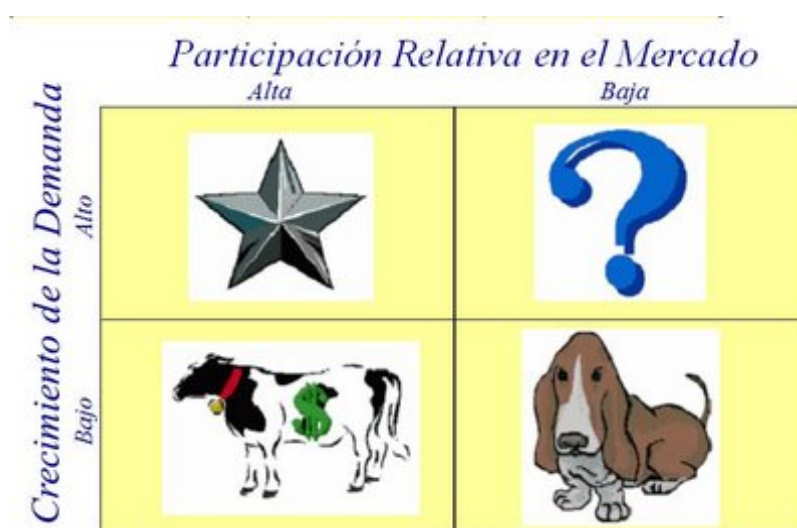 Participación Relativa en el Mercado
Alta
Baja
Crecimiento de la Demanda
Alto
Bajo
$